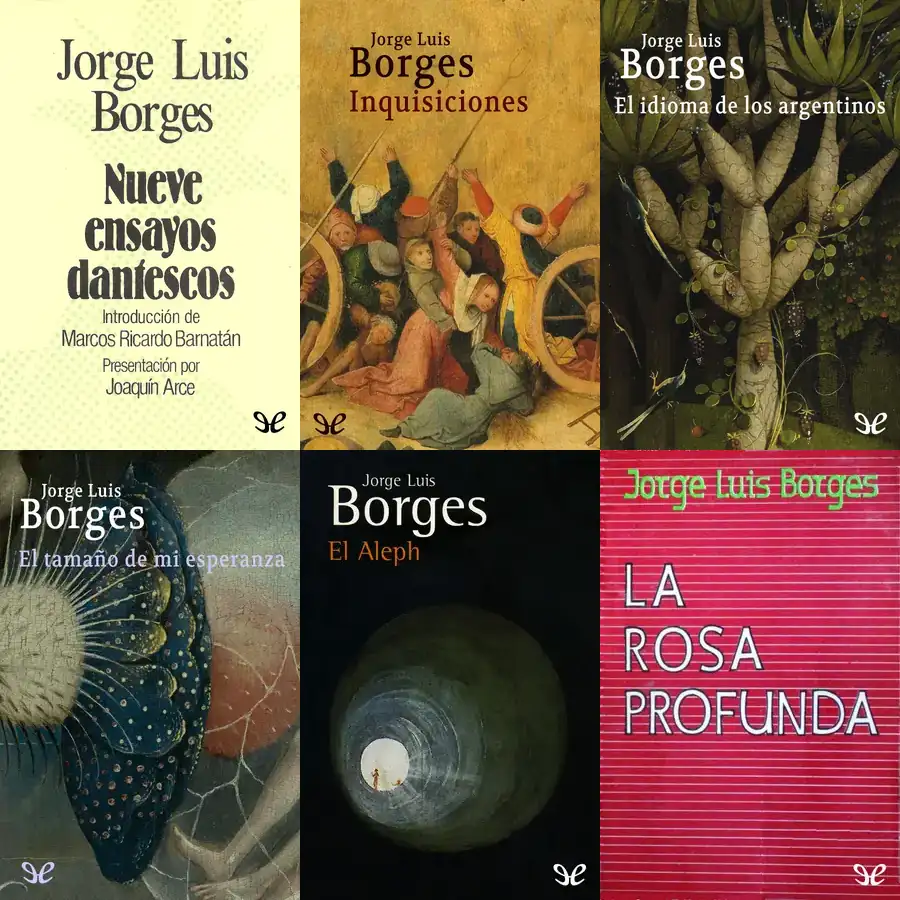 Jorge Luis
Borges
Nueve
ensayos
dantescos
Introducción de
Marcos Ricardo Barnatán
Presentación por
Joaquín Arce
Jorge Luis
Borges
Inquisiciones
Jorge Luis
Borges
El idioma de los argentinos
Jorge Luis
Borges
El tamaño de mi esperanza
Jorge Luis
Borges
El Aleph
Jorge Luis Borges
LA
ROSA
PROFUNDA